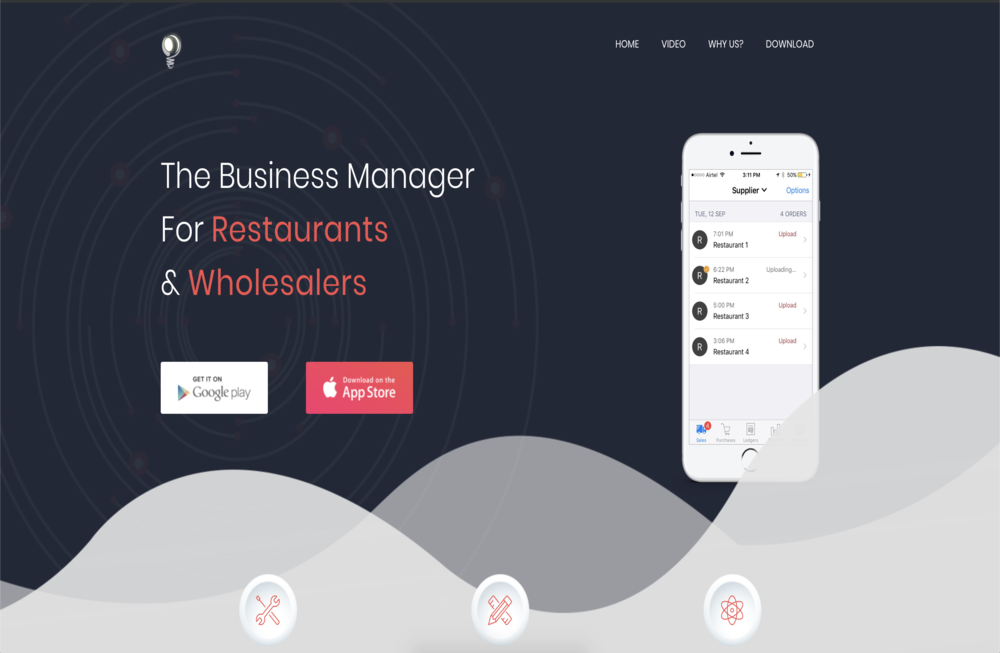 HOME VIDEO WHY US? DOWNLOAD
The Business Manager
For Restaurants
& Wholesalers
GET IT ON
Google play
Download on the
App Store
Airtel 3:11 PM 50%
Supplier Options
TUE, 12 SEP 4 ORDERS
R
7:01 PM Upload
Restaurant 1
R
6:22 PM Uploading...
Restaurant 2
R
5:00 PM Upload
Restaurant 3
R
3:06 PM Upload
Restaurant 4
4
Sales Purchases Ledgers